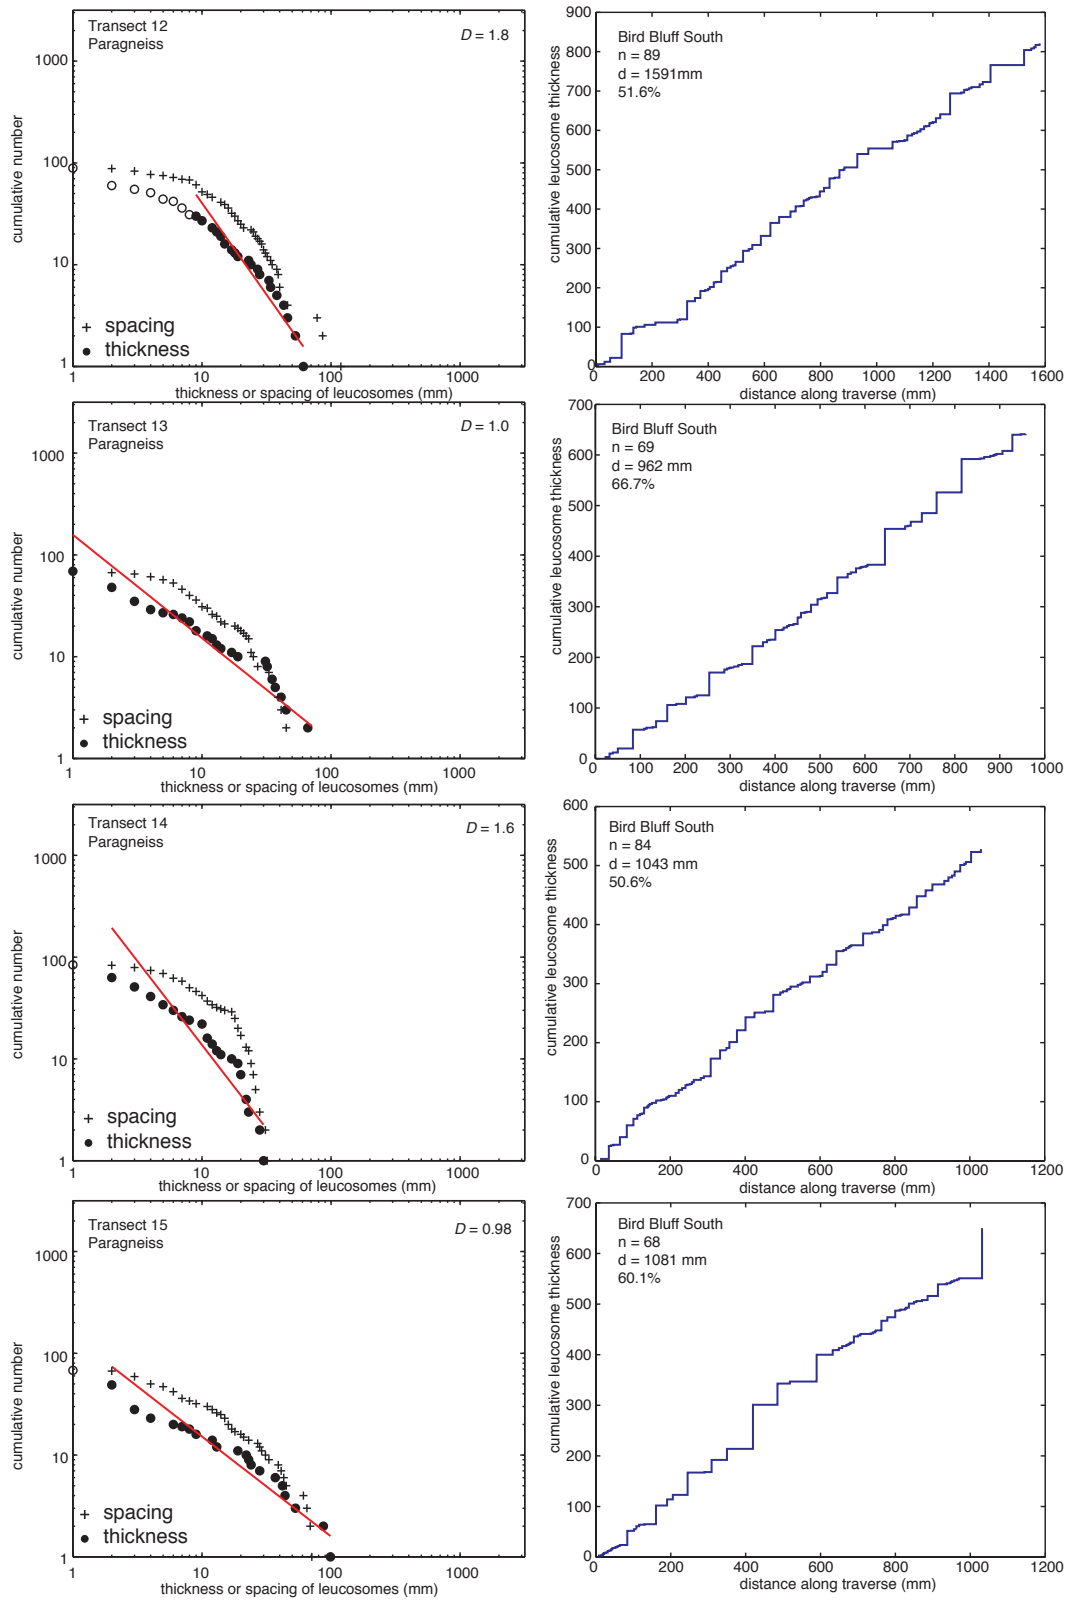 Transect 12
Paragneiss
D = 1.8
1000
100
10
1
cumulative number
+ spacing
● thickness
1 10 100 1000
thickness or spacing of leucosomes (mm)
Bird Bluff South
n = 89
d = 1591mm
51.6%
900
800
700
600
500
400
300
200
100
0
cumulative leucosome thickness
0 200 400 600 800 1000 1200 1400 1600
distance along traverse (mm)
Transect 13
Paragneiss
D = 1.0
1000
100
10
1
cumulative number
+ spacing
● thickness
1 10 100 1000
thickness or spacing of leucosomes (mm)
Bird Bluff South
n = 69
d = 962 mm
66.7%
700
600
500
400
300
200
100
0
cumulative leucosome thickness
0 100 200 300 400 500 600 700 800 900 1000
distance along traverse (mm)
Transect 14
Paragneiss
D = 1.6
1000
100
10
1
cumulative number
+ spacing
● thickness
1 10 100 1000
thickness or spacing of leucosomes (mm)
Bird Bluff South
n = 84
d = 1043 mm
50.6%
600
500
400
300
200
100
0
cumulative leucosome thickness
0 200 400 600 800 1000 1200
distance along traverse (mm)
Transect 15
Paragneiss
D = 0.98
1000
100
10
1
cumulative number
+ spacing
● thickness
1 10 100 1000
thickness or spacing of leucosomes (mm)
Bird Bluff South
n = 68
d = 1081 mm
60.1%
700
600
500
400
300
200
100
0
cumulative leucosome thickness
0 200 400 600 800 1000 1200
distance along traverse (mm)